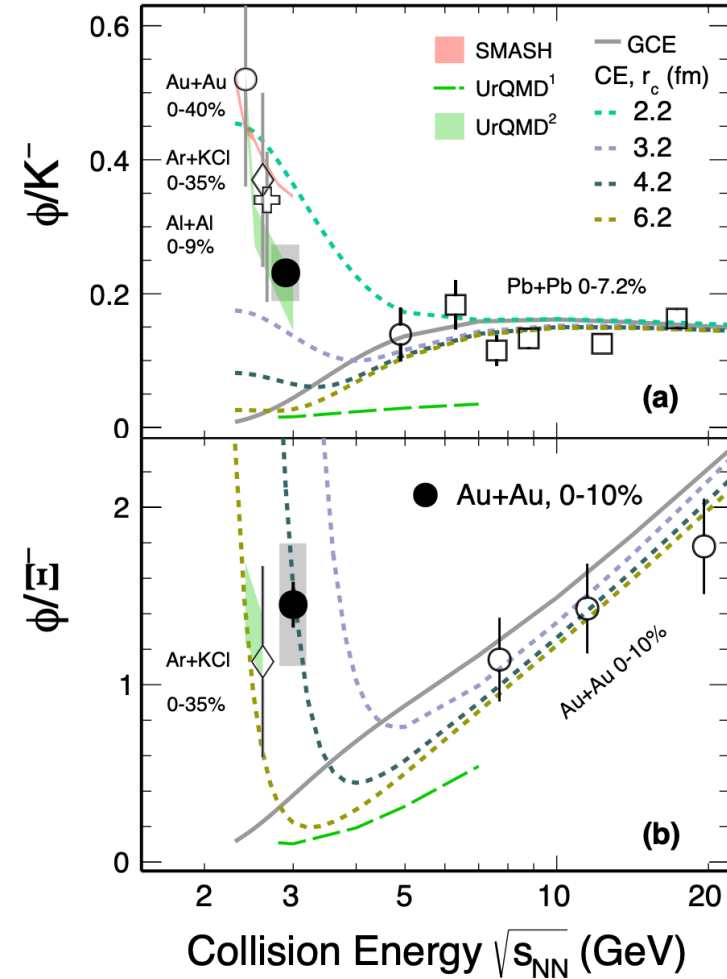 0.6
0.4
0.2
0
ϕ/K⁻
Au+Au
0-40%
Ar+KCl
0-35%
Al+Al
0-9%
SMASH
UrQMD¹
UrQMD²
GCE
CE, r_c (fm)
2.2
3.2
4.2
6.2
Pb+Pb 0-7.2%
(a)
2
1
0
ϕ/Ξ⁻
Au+Au, 0-10%
Ar+KCl
0-35%
Au+Au 0-10%
(b)
2 3 4 5 10 20
Collision Energy √s_NN (GeV)